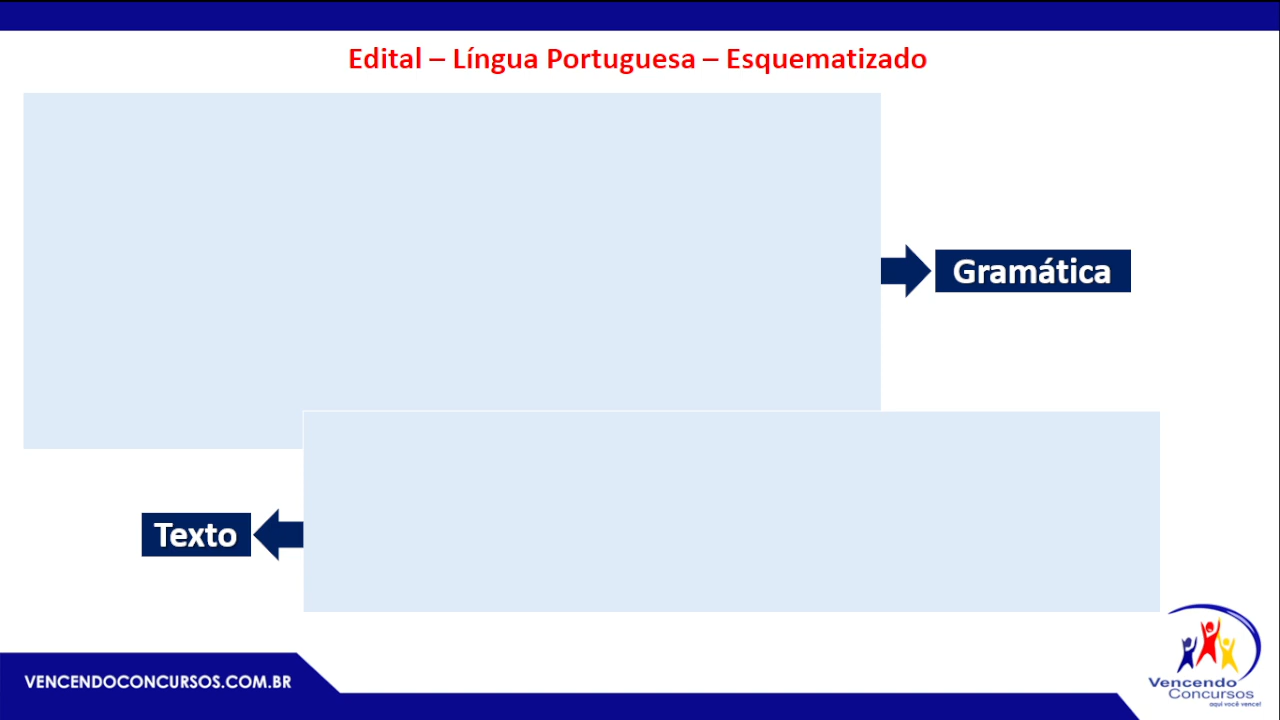 Edital – Língua Portuguesa – Esquematizado
Gramática
Texto
VENCENDOCONCURSOS.COM.BR
Vencendo
Concursos
aqui você vence!